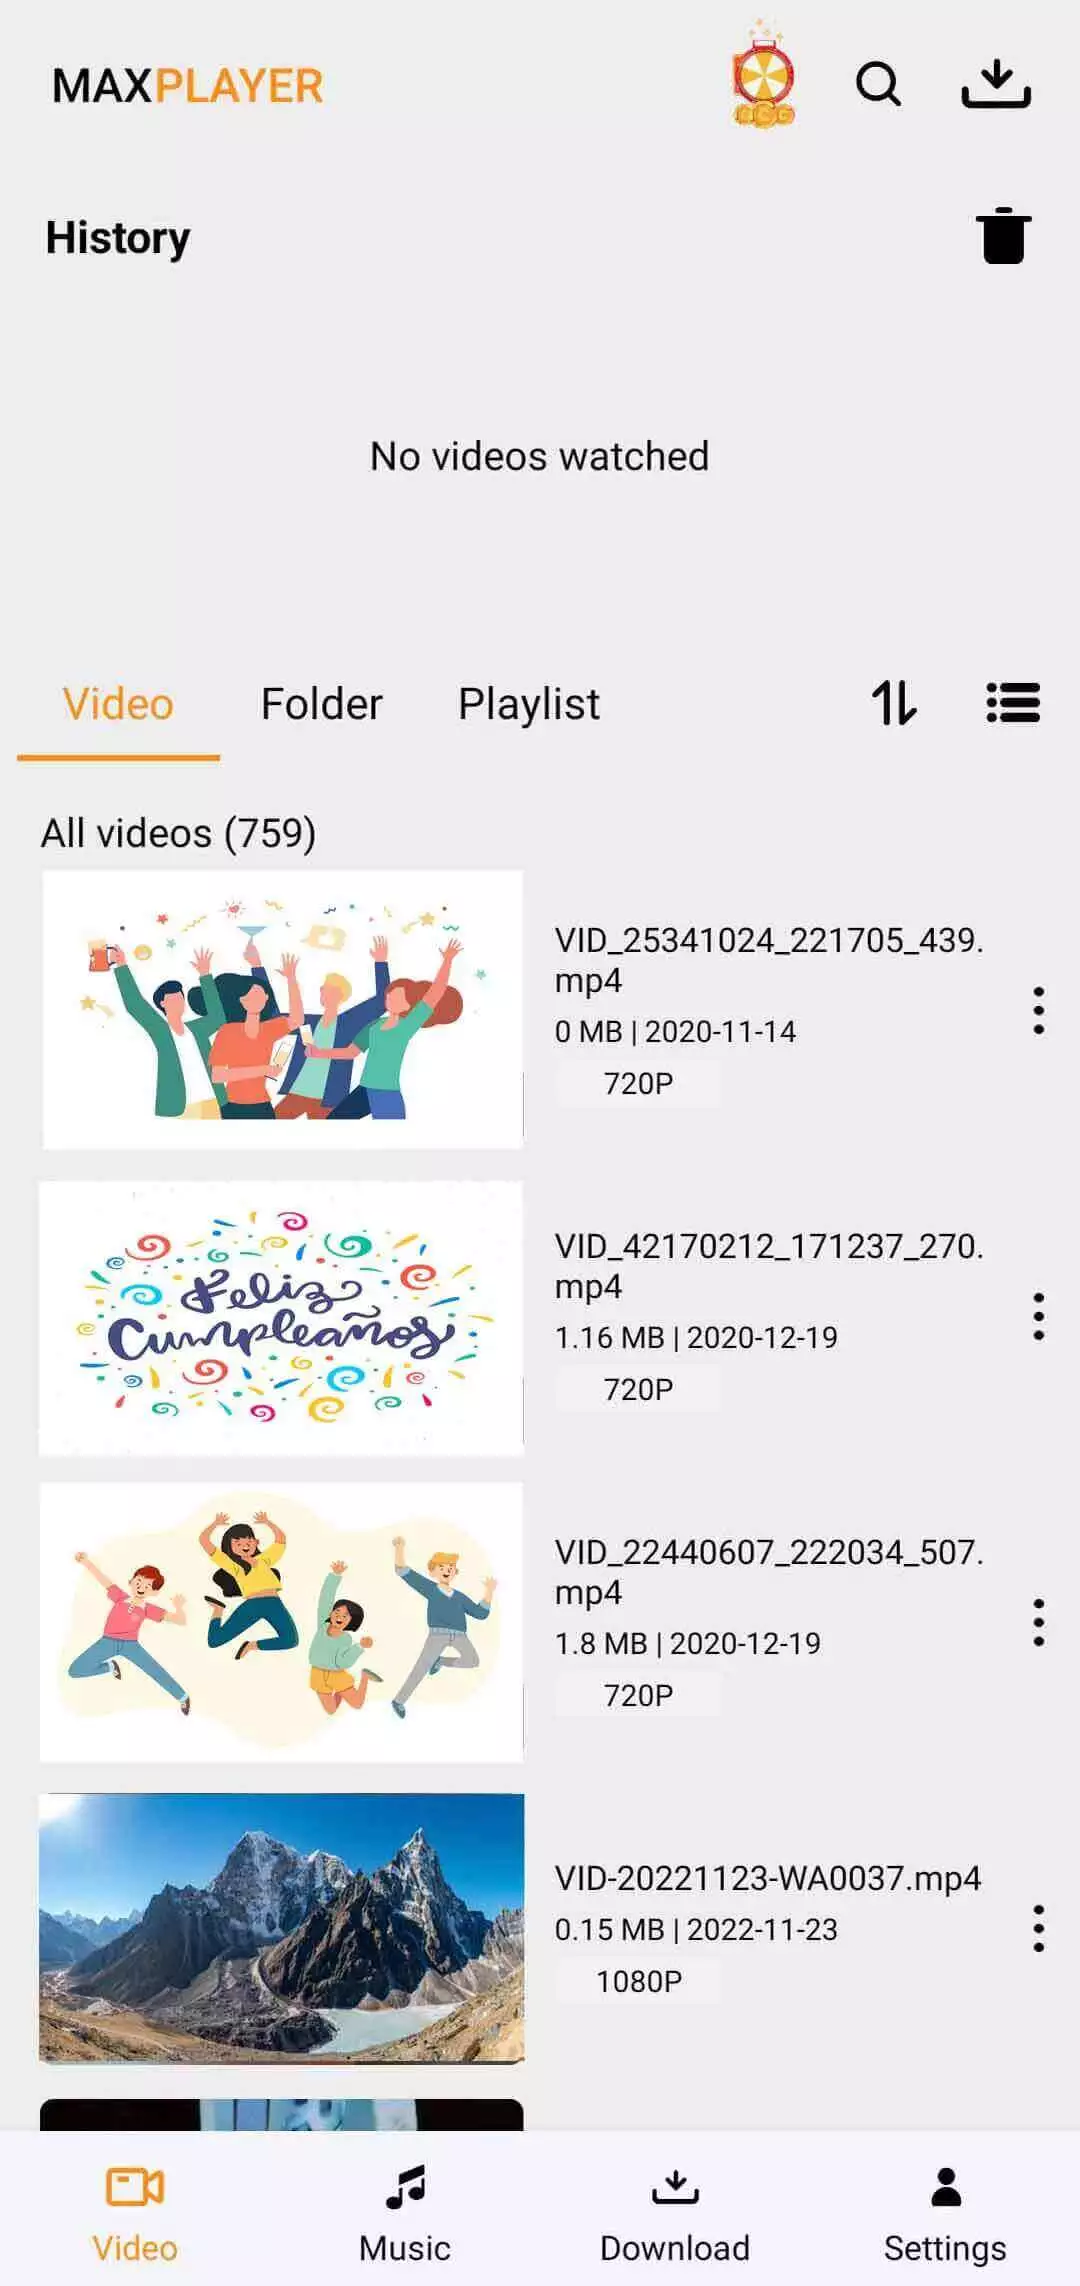 MAXPLAYER
History
No videos watched
Video Folder Playlist
All videos (759)
VID_25341024_221705_439.
mp4
0 MB | 2020-11-14
720P
Feliz
Cumpleaños
VID_42170212_171237_270.
mp4
1.16 MB | 2020-12-19
720P
VID_22440607_222034_507.
mp4
1.8 MB | 2020-12-19
720P
VID-20221123-WA0037.mp4
0.15 MB | 2022-11-23
1080P
Video Music Download Settings